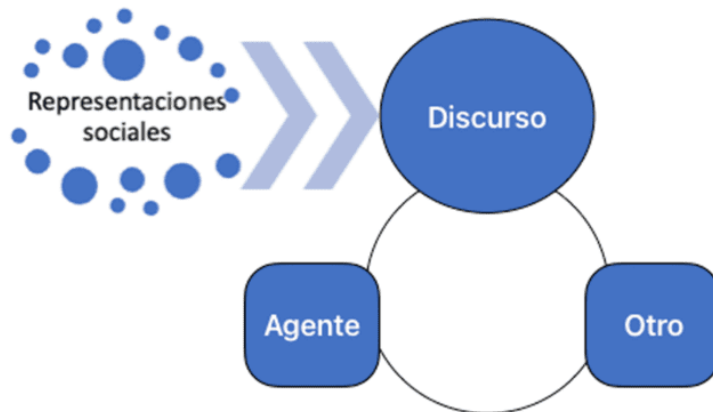 Representaciones
sociales
Discurso
Agente
Otro